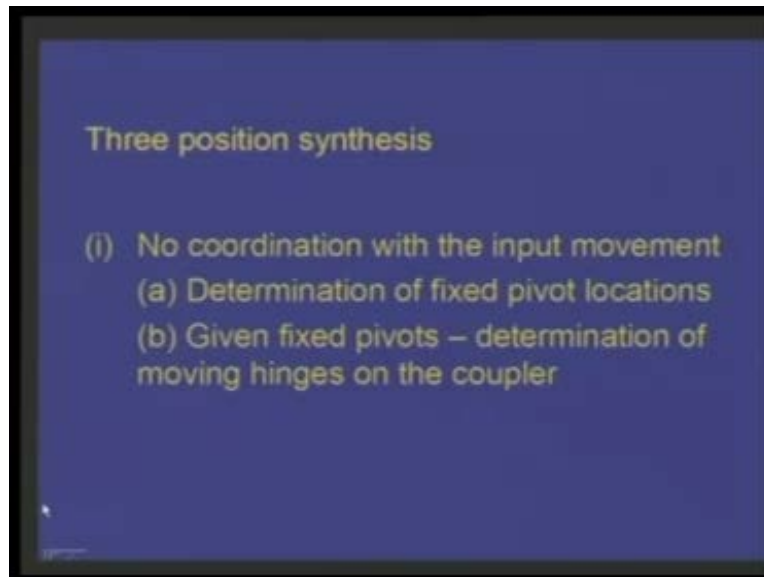 Three position synthesis
(i) No coordination with the input movement
(a) Determination of fixed pivot locations
(b) Given fixed pivots – determination of
moving hinges on the coupler